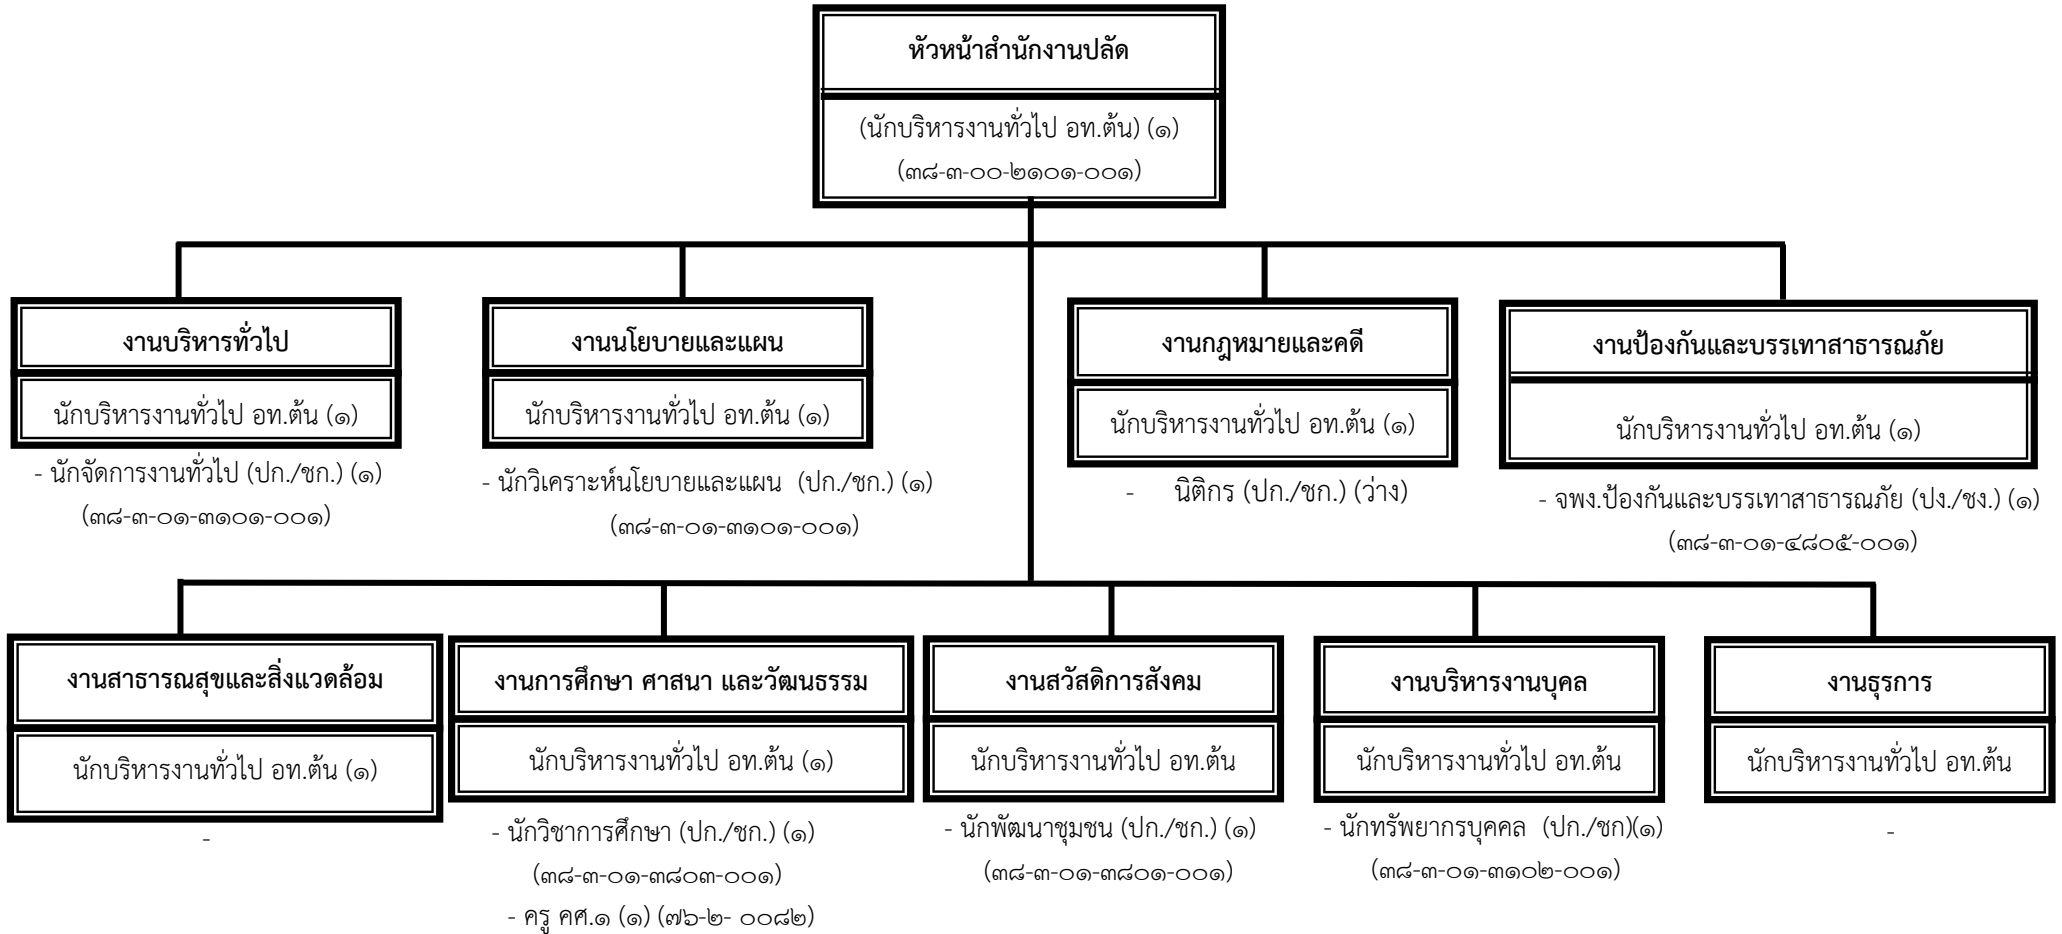 หัวหน้าสำนักงานปลัด
(นักบริหารงานทั่วไป อท.ต้น) (๑)
(๓๘-๓-๐๐-๒๑๐๑-๐๐๑)
งานบริหารทั่วไป
นักบริหารงานทั่วไป อท.ต้น (๑)
- นักจัดการงานทั่วไป (ปก./ชก.) (๑)
(๓๘-๓-๐๑-๓๑๐๑-๐๐๑)
งานนโยบายและแผน
นักบริหารงานทั่วไป อท.ต้น (๑)
- นักวิเคราะห์นโยบายและแผน (ปก./ชก.) (๑)
(๓๘-๓-๐๑-๓๑๐๑-๐๐๑)
งานกฎหมายและคดี
นักบริหารงานทั่วไป อท.ต้น (๑)
- นิติกร (ปก./ชก.) (ว่าง)
งานป้องกันและบรรเทาสาธารณภัย
นักบริหารงานทั่วไป อท.ต้น (๑)
- จพง.ป้องกันและบรรเทาสาธารณภัย (ปง./ชง.) (๑)
(๓๘-๓-๐๑-๔๘๐๕-๐๐๑)
งานสาธารณสุขและสิ่งแวดล้อม
นักบริหารงานทั่วไป อท.ต้น (๑)
-
งานการศึกษา ศาสนา และวัฒนธรรม
นักบริหารงานทั่วไป อท.ต้น (๑)
- นักวิชาการศึกษา (ปก./ชก.) (๑)
(๓๘-๓-๐๑-๓๘๐๓-๐๐๑)
- ครู คศ.๑ (๑) (๗๖-๒- ๐๐๘๒)
งานสวัสดิการสังคม
นักบริหารงานทั่วไป อท.ต้น
- นักพัฒนาชุมชน (ปก./ชก.) (๑)
(๓๘-๓-๐๑-๓๘๐๑-๐๐๑)
งานบริหารงานบุคล
นักบริหารงานทั่วไป อท.ต้น
- นักทรัพยากรบุคคล (ปก./ชก)(๑)
(๓๘-๓-๐๑-๓๑๐๒-๐๐๑)
งานธุรการ
นักบริหารงานทั่วไป อท.ต้น
-